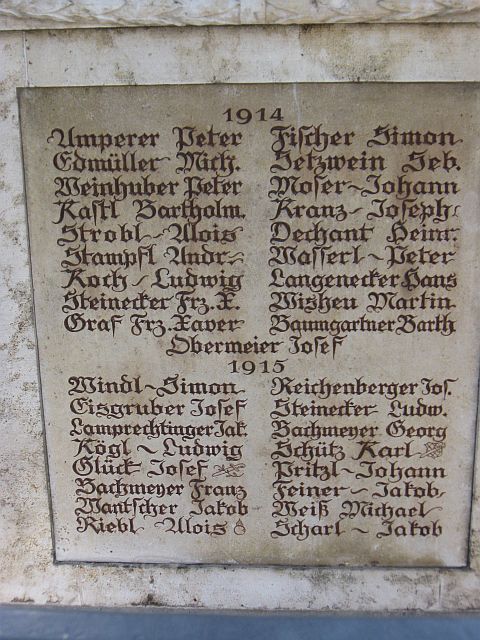 1914
Amperer Peter Fischer Simon
Edmüller Mich. Setzwein Seb.
Weinhuber Peter Moser~Johann
Kastl Bartholm. Kranz~Joseph
Strobl~Alois Dechant Heinr.
Stampfl Andr.~ Wasserl~Peter
Koch~Ludwig Langenecker Hans
Steinecker Frz. X. Wisheu Martin
Graf Frz. Xaver Baumgartner Barth
Obermeier Josef
1915
Windl~Simon Reichenberger Jos.
Eizgruber Josef Steinecker Ludw.
Lamprechtinger Jak. Bachmeyer Georg
Kögl~Ludwig Schütz Karl
Glück Josef Pritzl~Johann
Bachmeyer Franz Feiner~Jakob
Wantscher Jakob Weiß Michael
Riebl~Alois Scharl~Jakob